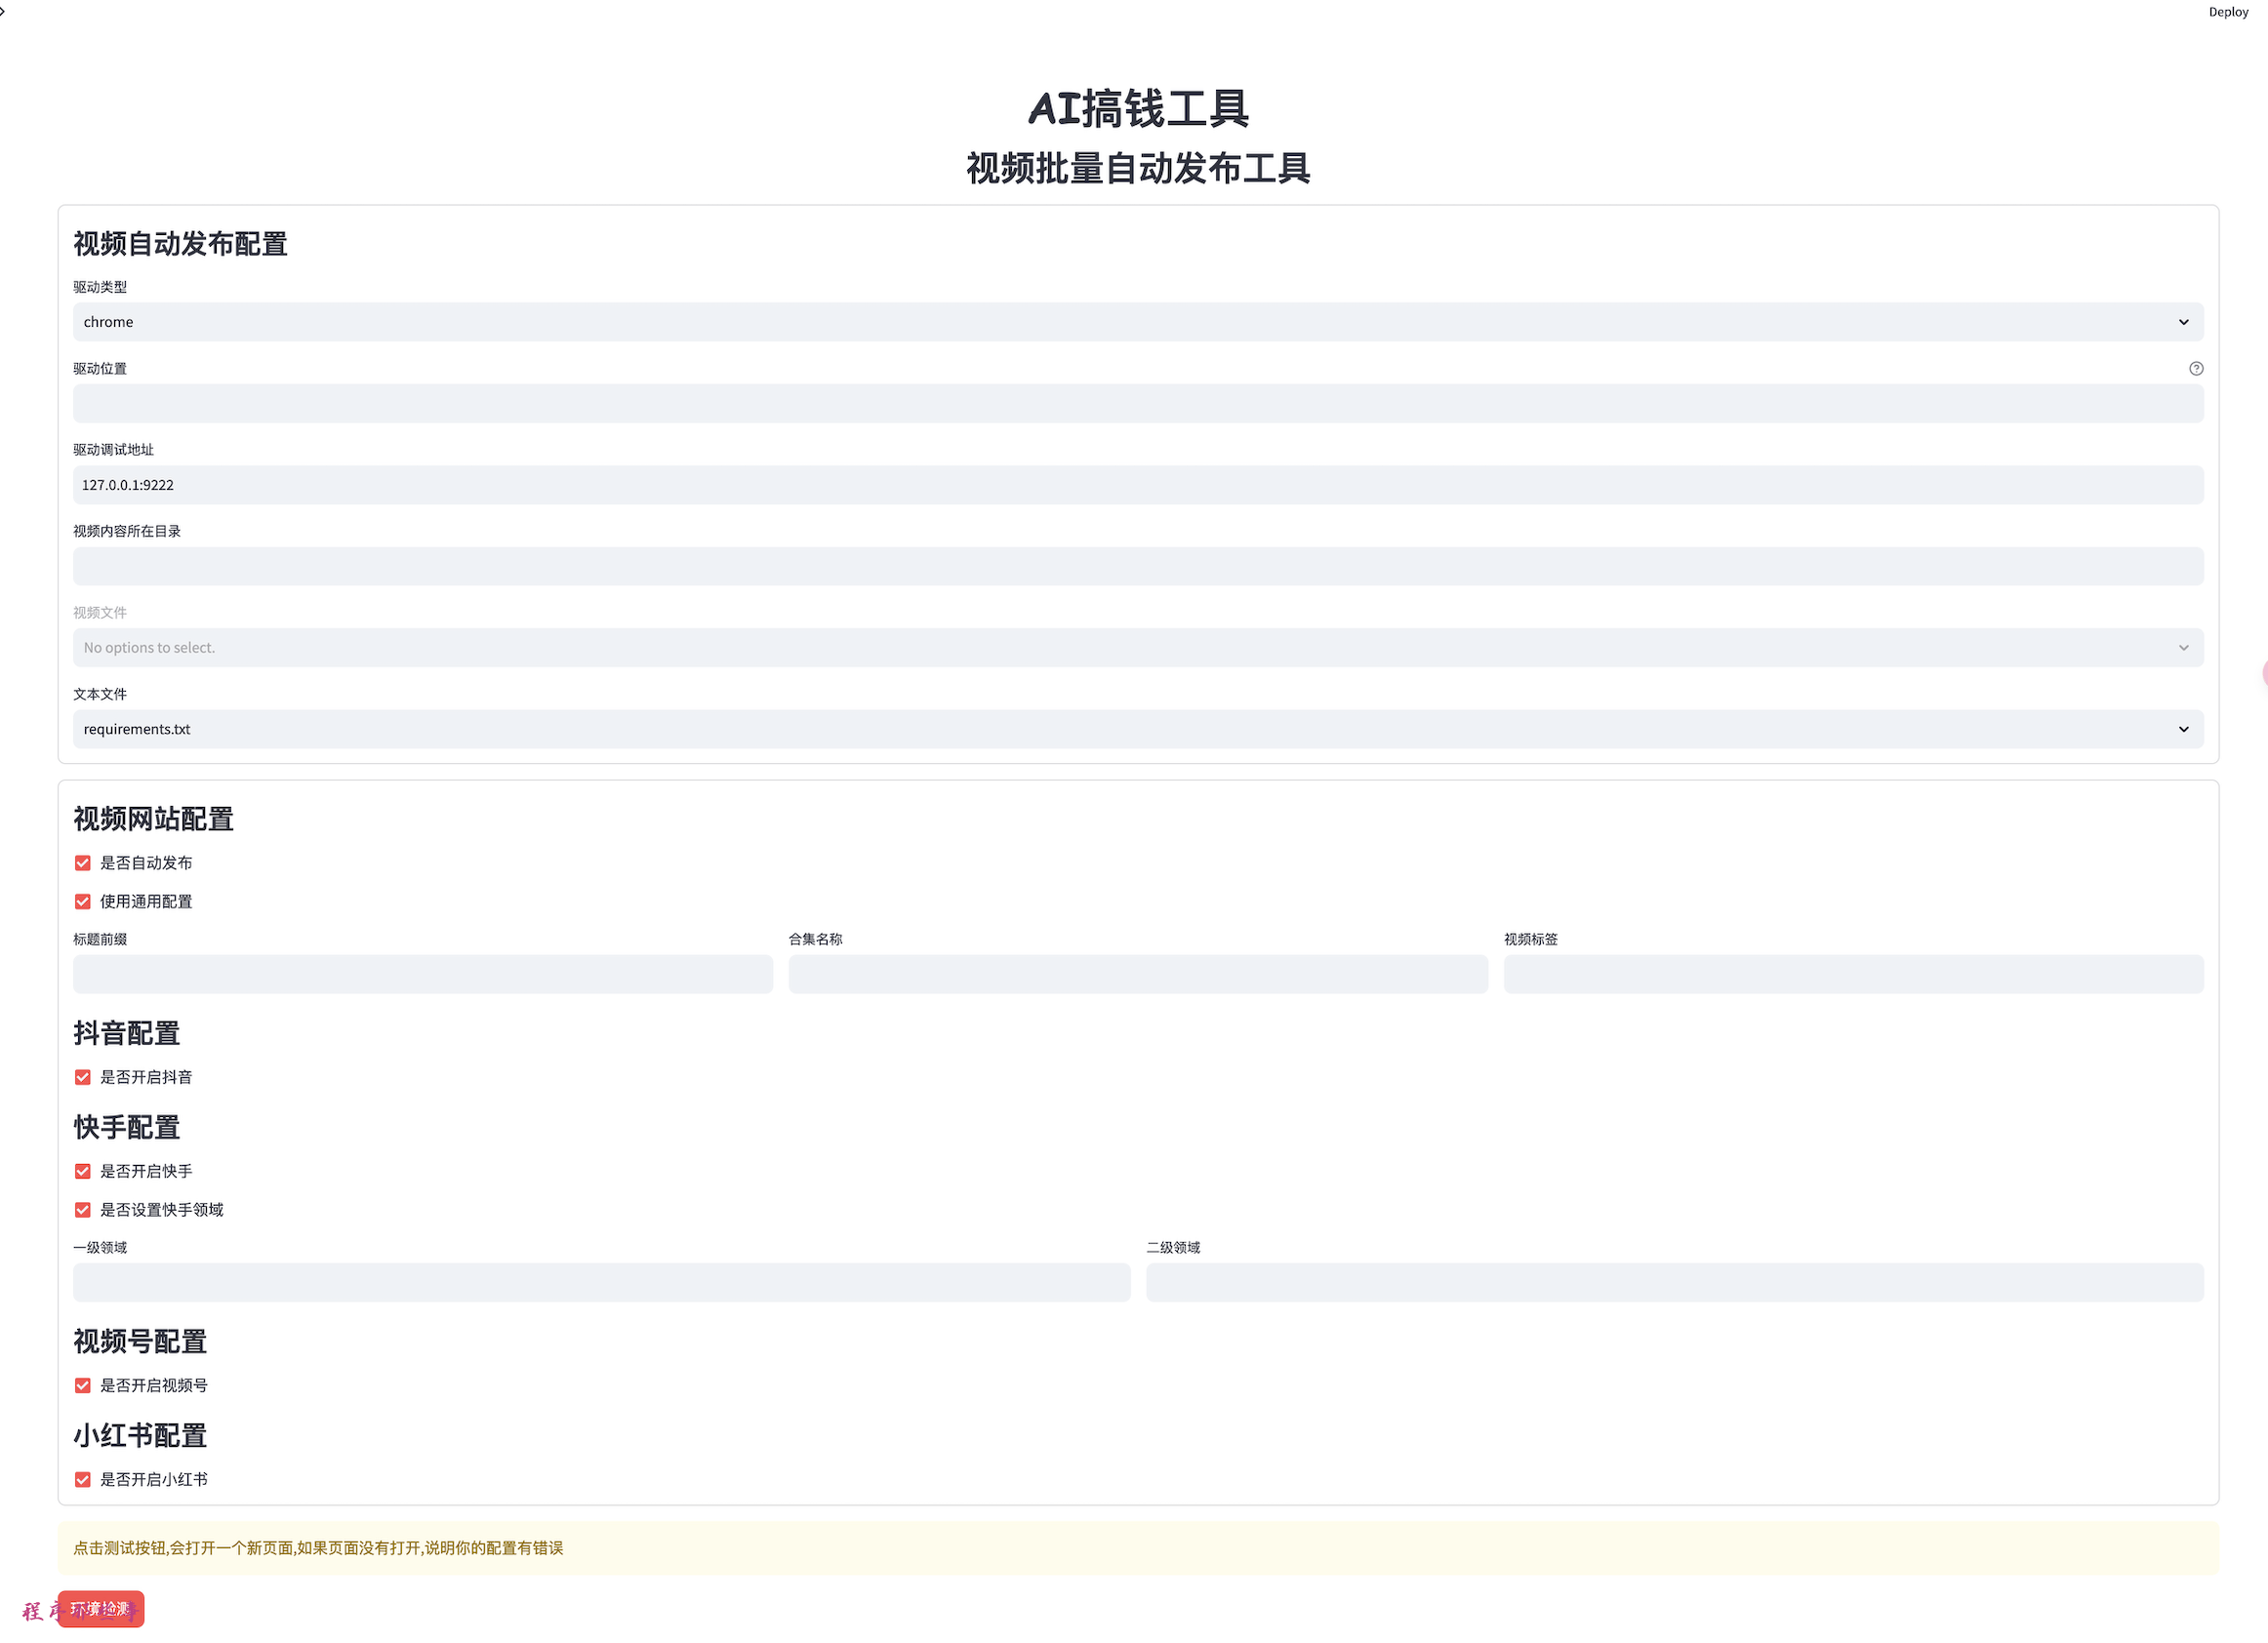 Deploy
AI搞钱工具
视频批量自动发布工具
视频自动发布配置
驱动类型
chrome
驱动位置
驱动调试地址
127.0.0.1:9222
视频内容所在目录
视频文件
No options to select.
文本文件
requirements.txt
视频网站配置
是否自动发布
使用通用配置
标题前缀 合集名称 视频标签
抖音配置
是否开启抖音
快手配置
是否开启快手
是否设置快手领域
一级领域 二级领域
视频号配置
是否开启视频号
小红书配置
是否开启小红书
点击测试按钮,会打开一个新页面,如果页面没有打开,说明你的配置有错误
环境检测
程序那些事